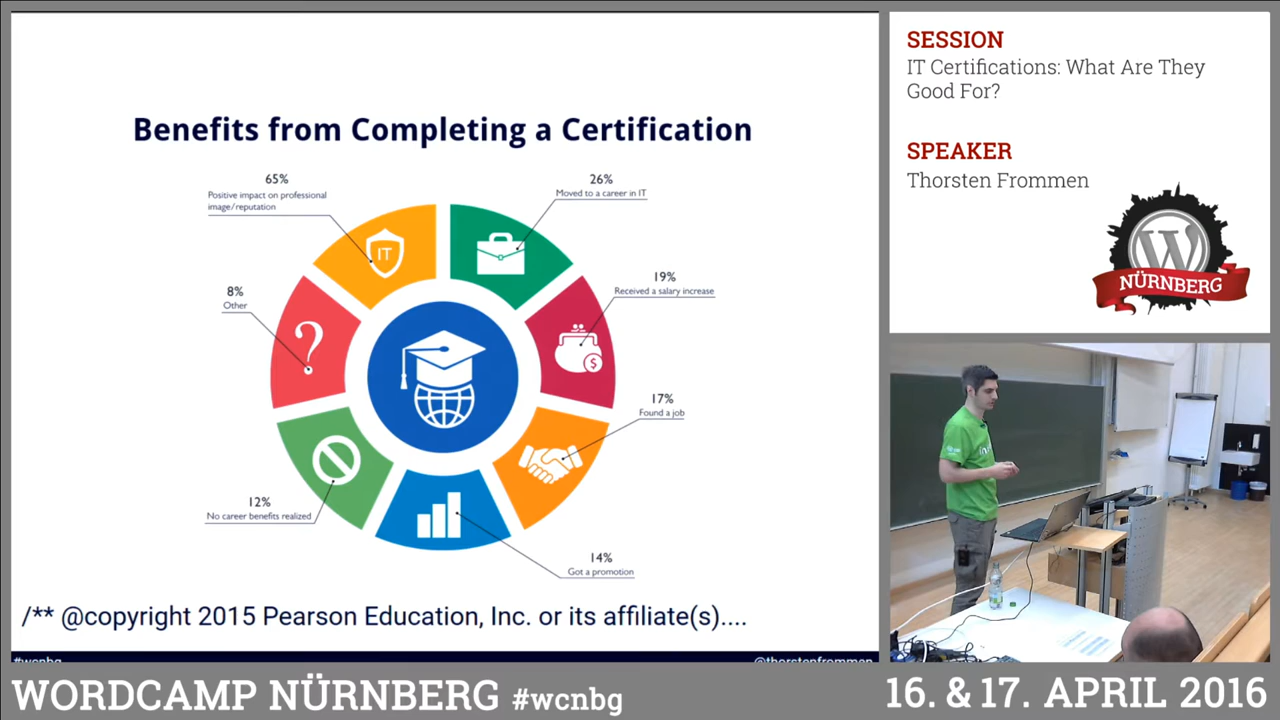 Benefits from Completing a Certification
65%
Positive impact on professional
image/reputation
26%
Moved to a career in IT
IT
19%
Received a salary increase
8%
Other
?
$
17%
Found a job
12%
No career benefits realized
14%
Got a promotion
/** @copyright 2015 Pearson Education, Inc. or its affiliate(s)....
#wcnbg
@thorstenfrommen
SESSION
IT Certifications: What Are They
Good For?
SPEAKER
Thorsten Frommen
W
NÜRNBERG
WORDCAMP NÜRNBERG #wcnbg
16. & 17. APRIL 2016